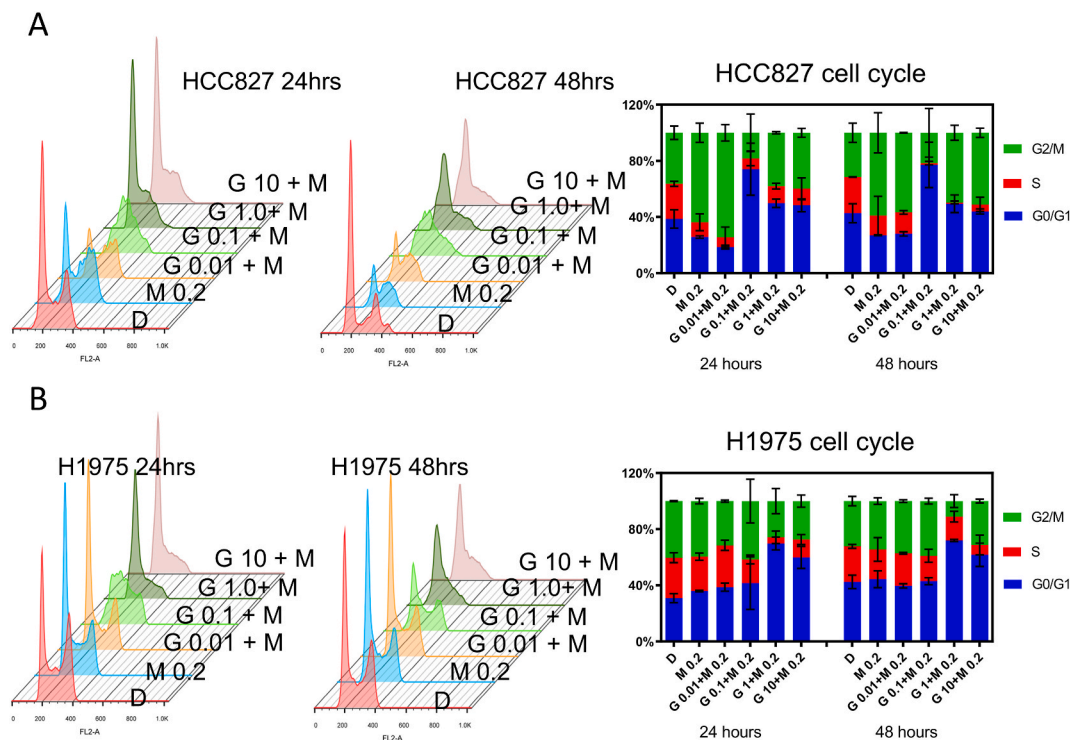 A
HCC827 24hrs
G 10 + M
G 1.0+ M
G 0.1 + M
G 0.01 + M
M 0.2
D
0 200 400 600 800 1.0K
FL2-A
HCC827 48hrs
G 10 + M
G 1.0+ M
G 0.1 + M
G 0.01 + M
M 0.2
D
0 200 400 600 800 1.0K
FL2-A
HCC827 cell cycle
120%
80%
40%
0%
G2/M
S
G0/G1
D
M 0.2
G 0.01+M 0.2
G 0.1+M 0.2
G 1+M 0.2
G 10+M 0.2
D
M 0.2
G 0.01+M 0.2
G 0.1+M 0.2
G 1+M 0.2
G 10+M 0.2
24 hours
48 hours
B
H1975 24hrs
G 10 + M
G 1.0+ M
G 0.1 + M
G 0.01 + M
M 0.2
D
0 200 400 600 800 1.0K
FL2-A
H1975 48hrs
G 10 + M
G 1.0+ M
G 0.1 + M
G 0.01 + M
M 0.2
D
0 200 400 600 800 1.0K
FL2-A
H1975 cell cycle
120%
80%
40%
0%
G2/M
S
G0/G1
D
M 0.2
G 0.01+M 0.2
G 0.1+M 0.2
G 1+M 0.2
G 10+M 0.2
D
M 0.2
G 0.01+M 0.2
G 0.1+M 0.2
G 1+M 0.2
G 10+M 0.2
24 hours
48 hours